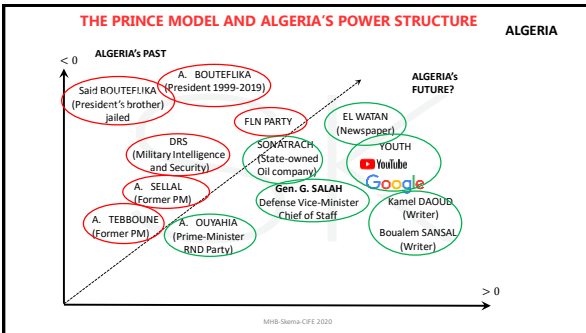 THE PRINCE MODEL AND ALGERIA'S POWER STRUCTURE
ALGERIA
ALGERIA's PAST
< 0
A. BOUTEFLIKA
(President 1999-2019)
Said BOUTEFLIKA
(President's brother)
jailed
ALGERIA's
FUTURE?
EL WATAN
(Newspaper)
FLN PARTY
YOUTH
YouTube
Google
DRS
(Military Intelligence
and Security)
SONATRACH
(State-owned
Oil company)
A. SELLAL
(Former PM)
Gen. G. SALAH
Defense Vice-Minister
Chief of Staff
Kamel DAOUD
(Writer)
Boualem SANSAL
(Writer)
A. TEBBOUNE
(Former PM)
A. OUYAHIA
(Prime-Minister
RND Party)
> 0
MHB-Skema-CIFE 2020